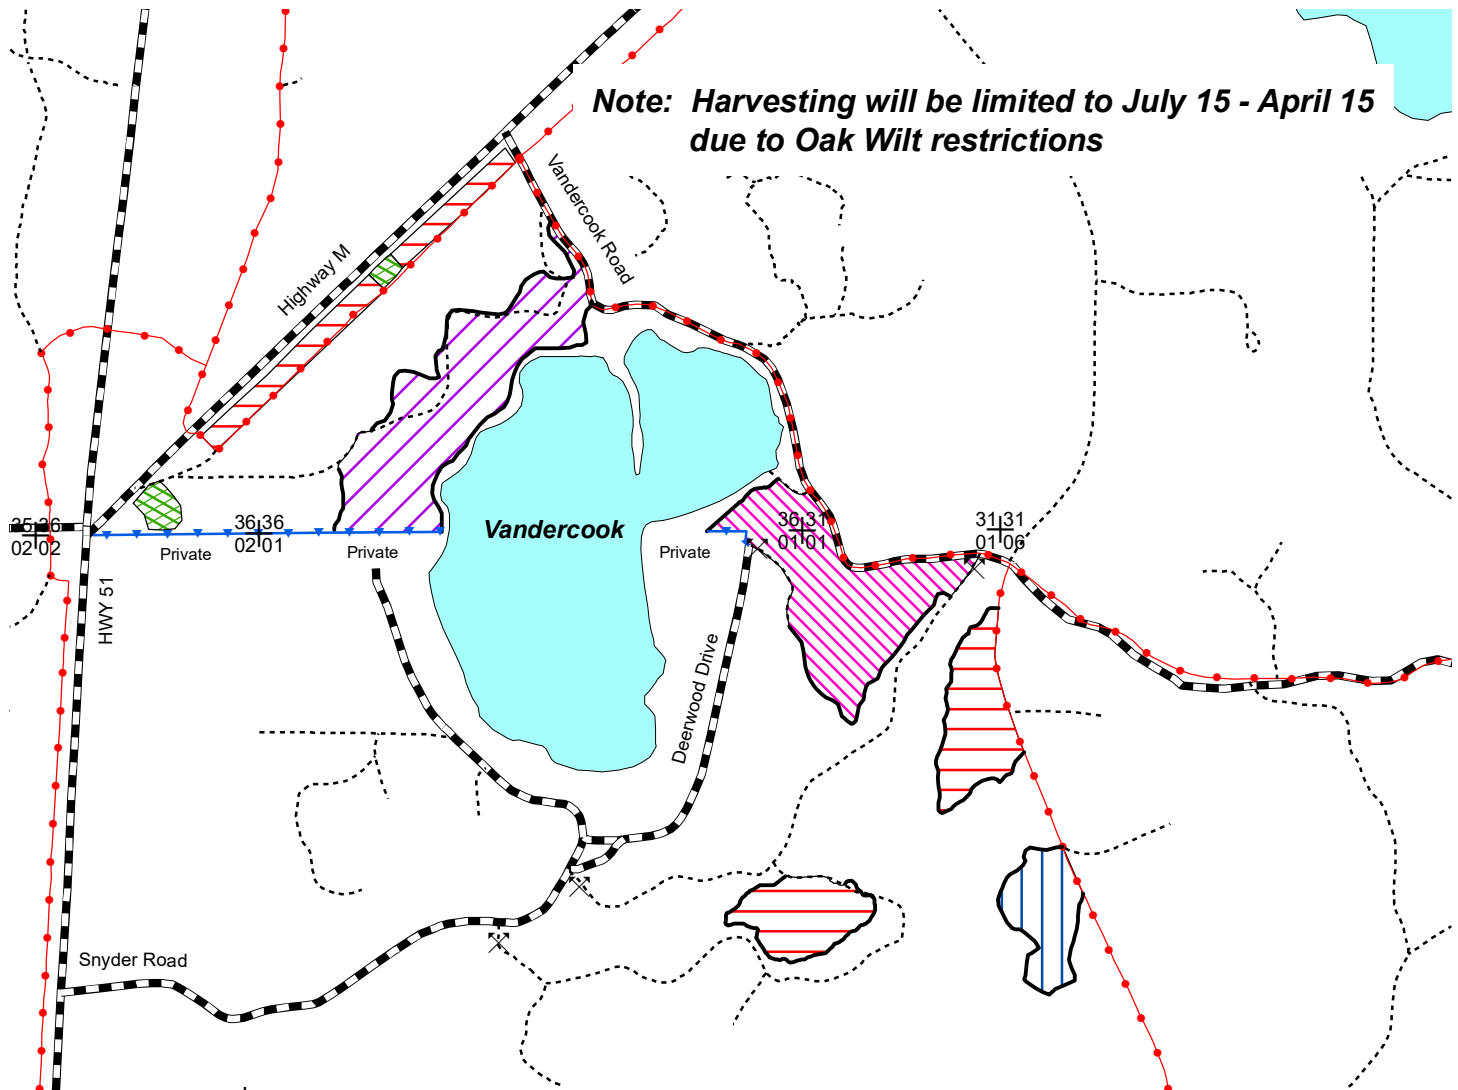 Note: Harvesting will be limited to July 15 - April 15
due to Oak Wilt restrictions
Vandercook Road
Highway M
35 36
02 02
36 36
02 01
Private
Private
Vandercook
Private
36 31
01 01
31 31
01 06
HWY 51
Deerwood Drive
Snyder Road